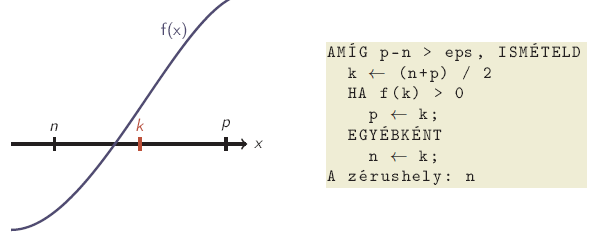 f(x)
n
k
p
x
AMÍG p-n > eps, ISMÉTELD
k ← (n+p) / 2
HA f(k) > 0
p ← k;
EGYÉBKÉNT
n ← k;
A zérushely: n